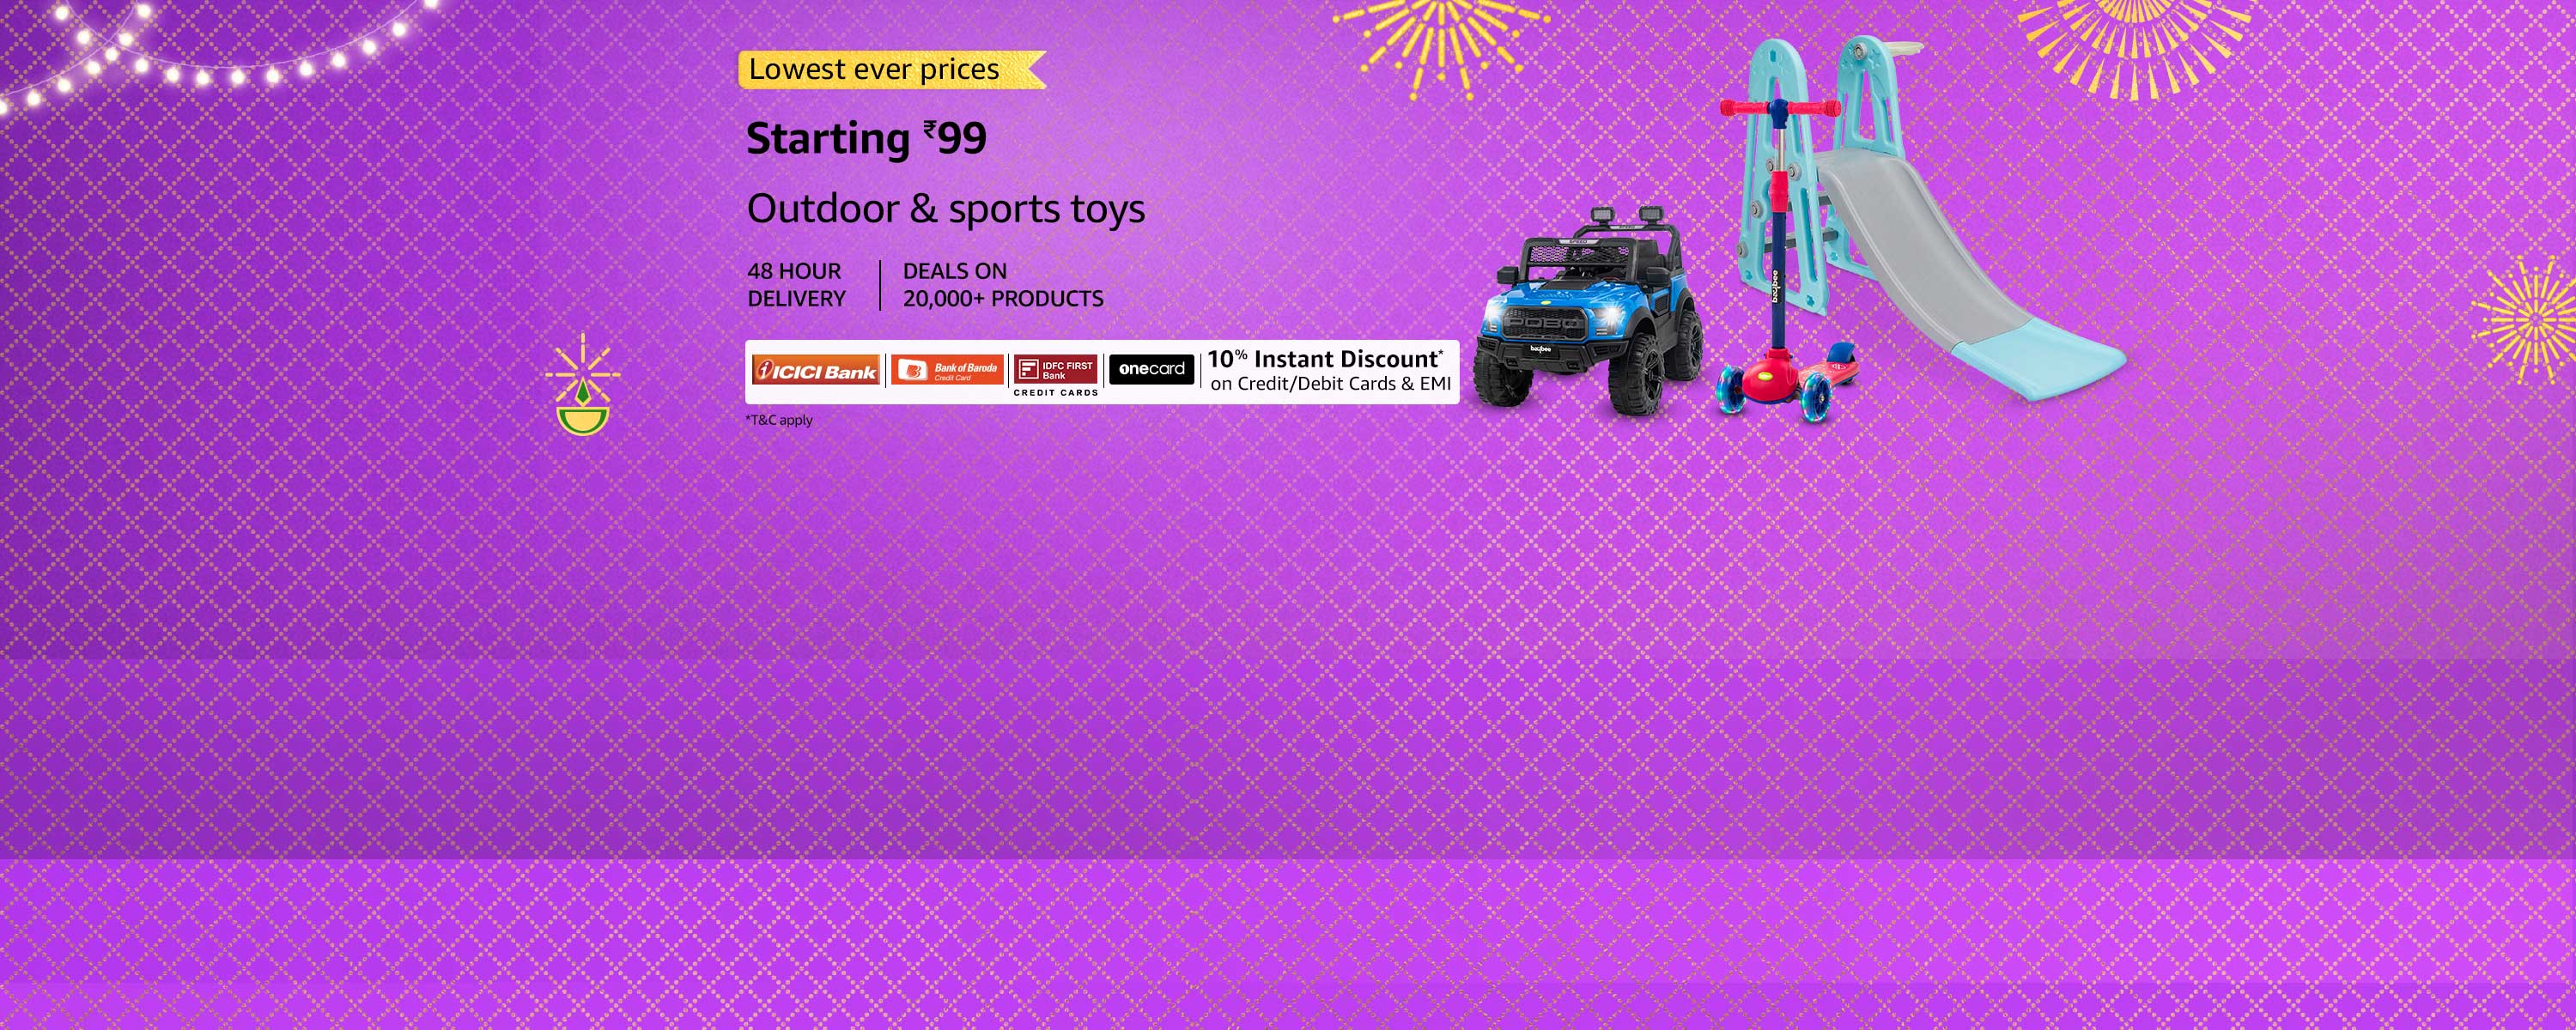 Lowest ever prices
Starting ₹99
Outdoor & sports toys
48 HOUR
DELIVERY
DEALS ON
20,000+ PRODUCTS
ICICI Bank
Bank of Baroda
Credit Card
IDFC FIRST
Bank
CREDIT CARDS
onecard
10% Instant Discount*
on Credit/Debit Cards & EMI
*T&C apply
baybee
baybee